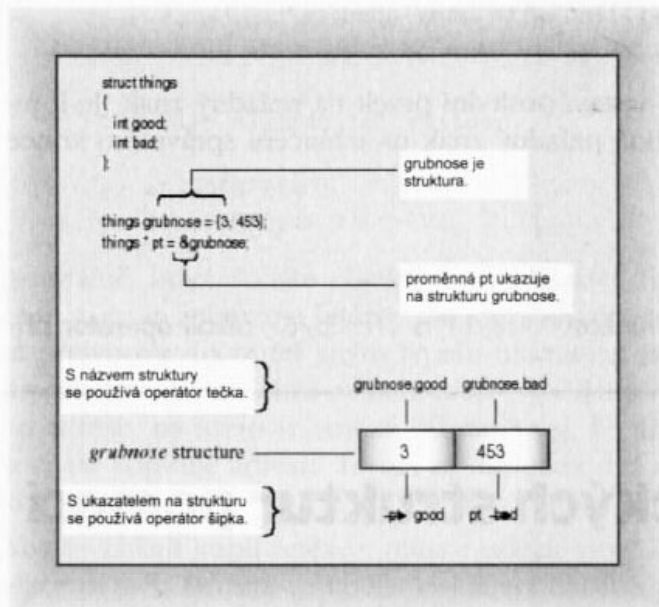 struct things
{
int good;
int bad;
};
grubnose je
struktura.
things grubnose = {3, 453};
things * pt = &grubnose;
proměnná pt ukazuje
na strukturu grubnose.
S názvem struktury
se používá operátor tečka.
grubnose.good grubnose.bad
grubnose structure
3 453
S ukazatelem na strukturu
se používá operátor šipka.
good pt